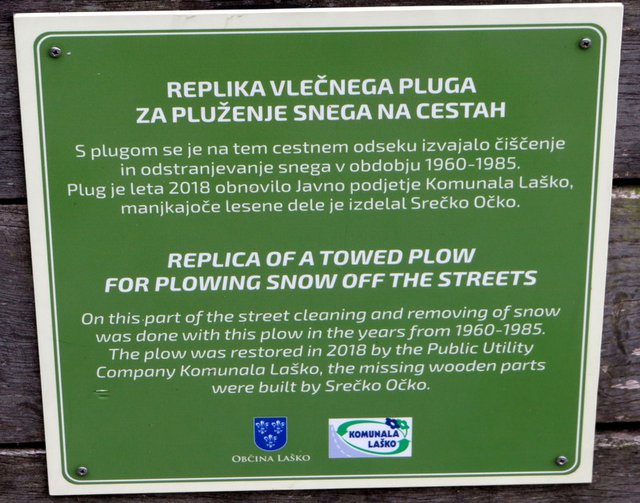 REPLIKA VLEČNEGA PLUGA
ZA PLUŽENJE SNEGA NA CESTAH
S plugom se je na tem cestnem odseku izvajalo čiščenje
in odstranjevanje snega v obdobju 1960-1985.
Plug je leta 2018 obnovilo Javno podjetje Komunala Laško,
manjkajoče lesene dele je izdelal Srečko Očko.
REPLICA OF A TOWED PLOW
FOR PLOWING SNOW OFF THE STREETS
On this part of the street cleaning and removing of snow
was done with this plow in the years from 1960-1985.
The plow was restored in 2018 by the Public Utility
Company Komunala Laško, the missing wooden parts
were built by Srečko Očko.
OBČINA LAŠKO
KOMUNALA
LAŠKO